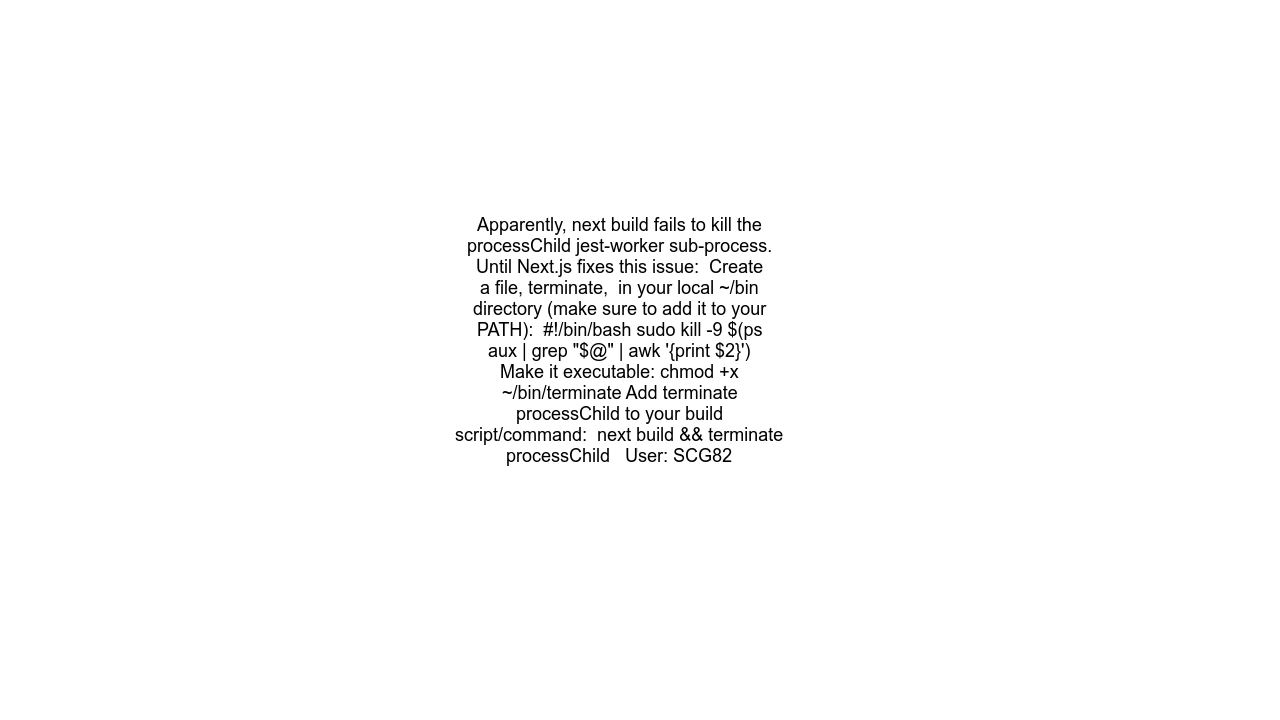 Apparently, next build fails to kill the
processChild jest-worker sub-process.
Until Next.js fixes this issue:  Create
a file, terminate,  in your local ~/bin
directory (make sure to add it to your
PATH):  #!/bin/bash sudo kill -9 $(ps
aux | grep "$@" | awk '{print $2}')
Make it executable: chmod +x
~/bin/terminate Add terminate
processChild to your build
script/command:  next build && terminate
processChild   User: SCG82